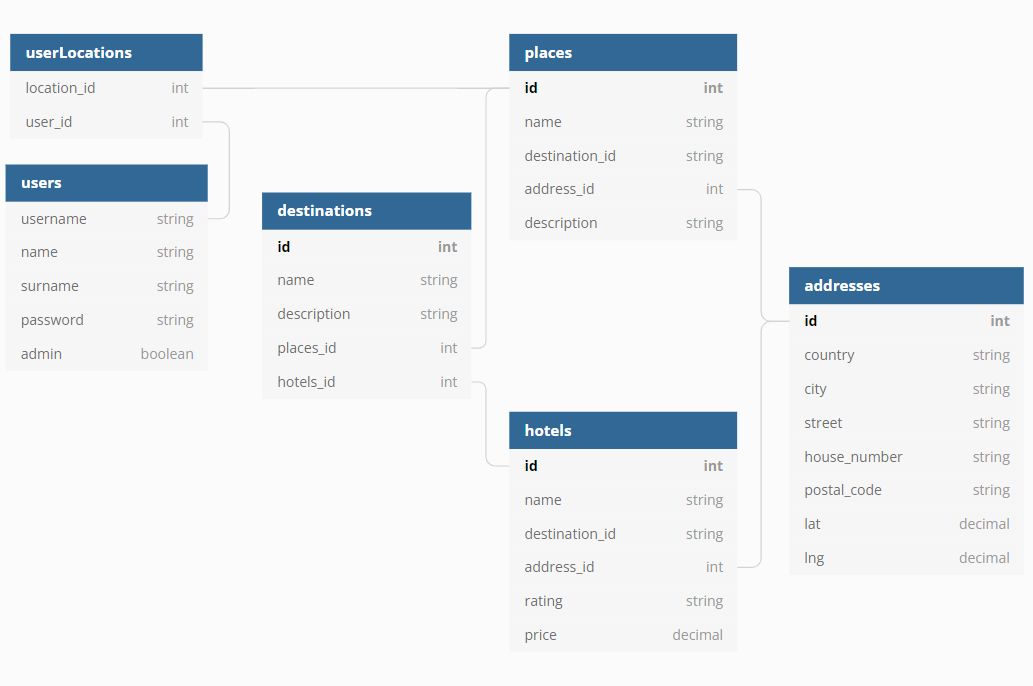 userLocations
location_id int
user_id int
users
username string
name string
surname string
password string
admin boolean
destinations
id int
name string
description string
places_id int
hotels_id int
places
id int
name string
destination_id string
address_id int
description string
hotels
id int
name string
destination_id string
address_id int
rating string
price decimal
addresses
id int
country string
city string
street string
house_number string
postal_code string
lat decimal
lng decimal